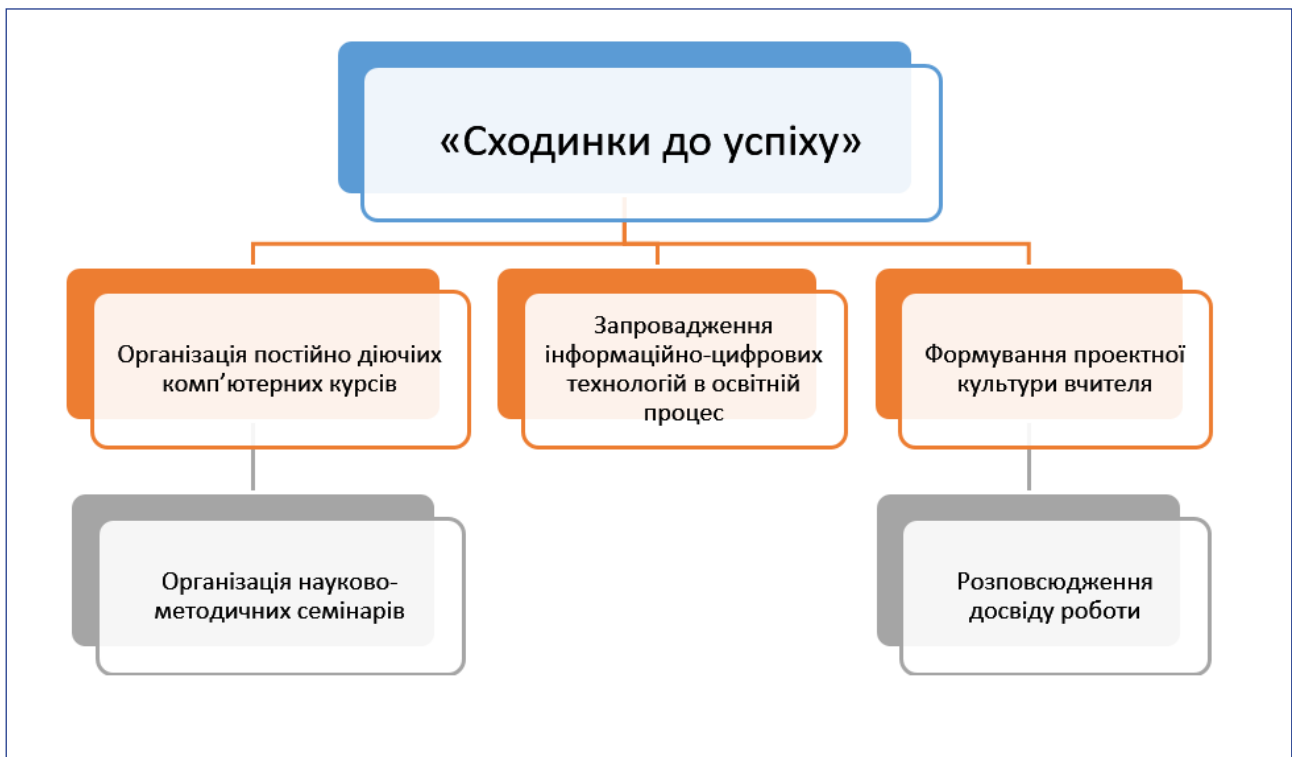 «Сходинки до успіху»
Організація постійно діючіих
комп’ютерних курсів
Запровадження
інформаційно-цифрових
технологій в освітній
процес
Формування проектної
культури вчителя
Організація науково-
методичних семінарів
Розповсюдження
досвіду роботи